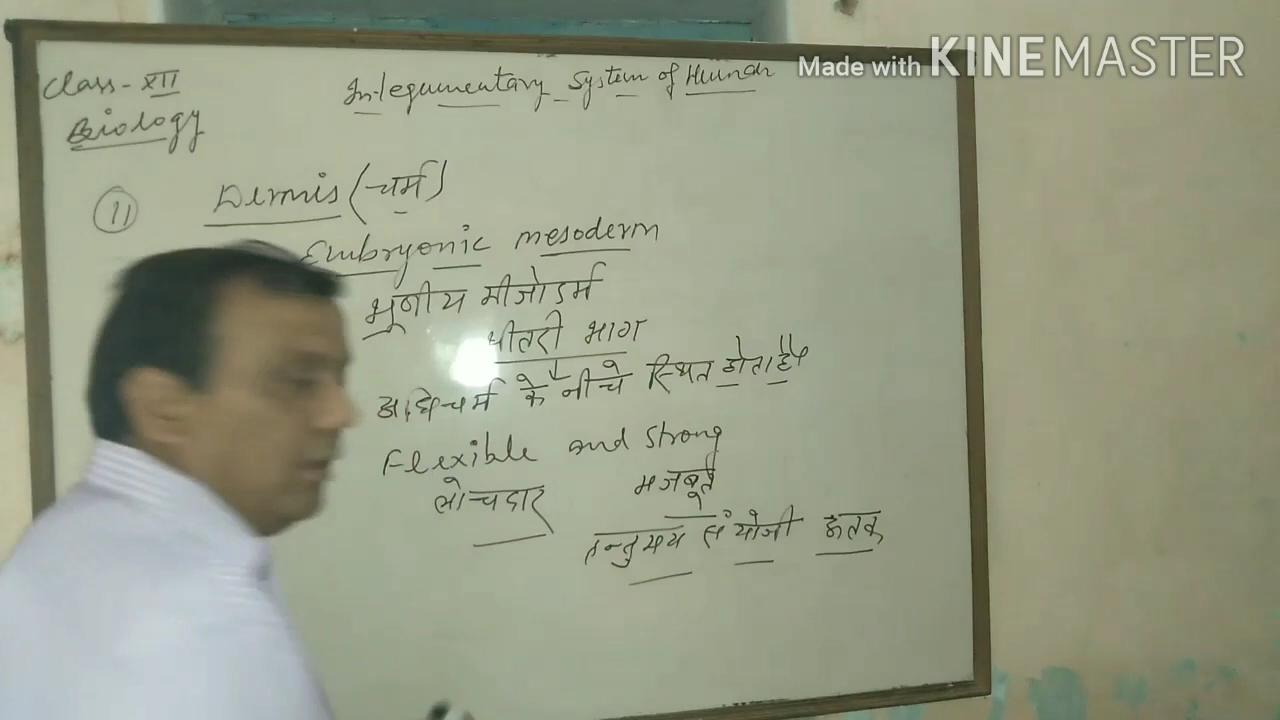 Made with KINEMASTER
Class-XII
Integumentary System of Human
Biology
11 Dermis (चर्म)
Embryonic mesoderm
भ्रूणीय मीजोडर्म
भीतरी भाग
अधिचर्म के नीचे स्थित होता है
Flexible and strong
लोचदार मजबूत
तन्तुमय संयोजी ऊतक